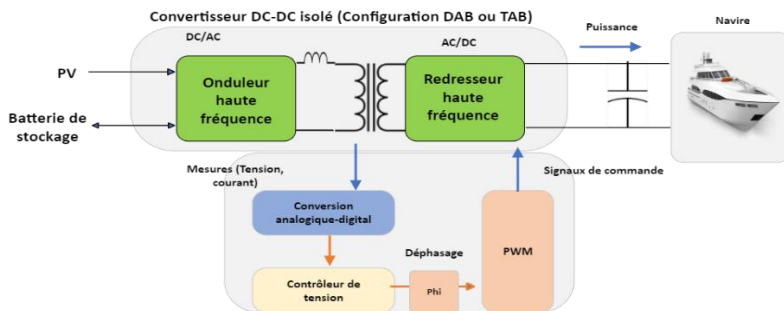 Convertisseur DC-DC isolé (Configuration DAB ou TAB)
Puissance
Navire
DC/AC
AC/DC
PV
Onduleur
haute
fréquence
Redresseur
haute
fréquence
Batterie de
stockage
Mesures (Tension,
courant)
Signaux de commande
Conversion
analogique-digital
Déphasage
PWM
Contrôleur de
tension
Phi